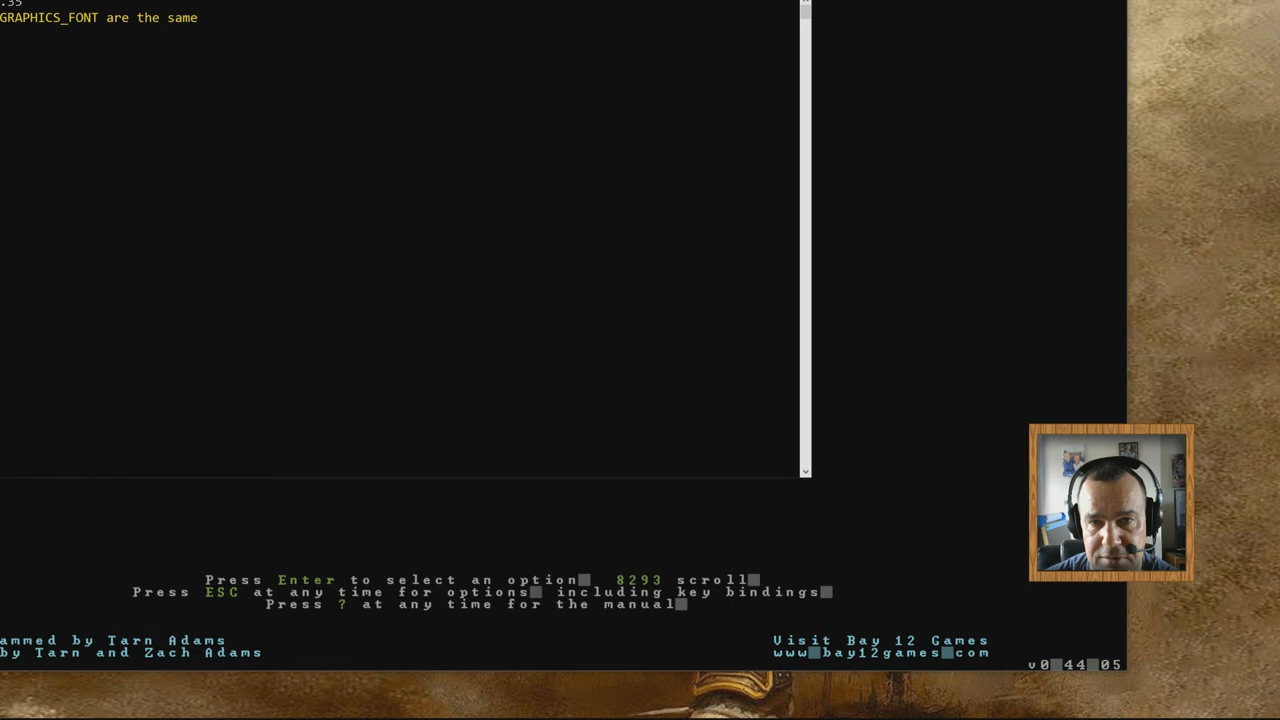 .35
GRAPHICS_FONT are the same
Press Enter to select an option 8293 scroll
Press ESC at any time for options including key bindings
Press ? at any time for the manual
ammed by Tarn Adams
Visit Bay 12 Games
by Tarn and Zach Adams
www bay12games com
v0 44 05